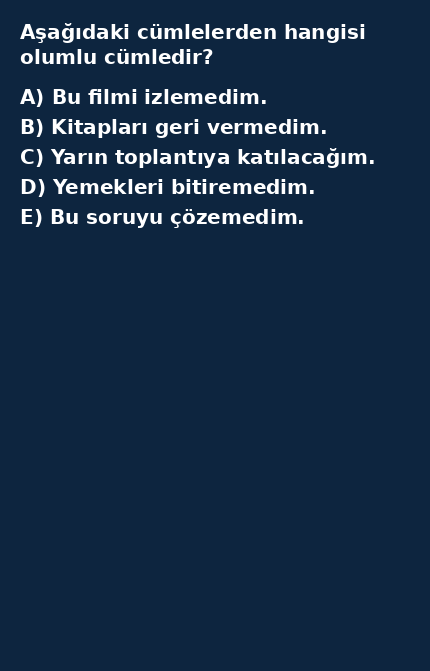 Aşağıdaki cümlelerden hangisi
olumlu cümledir?
A) Bu filmi izlemedim.
B) Kitapları geri vermedim.
C) Yarın toplantıya katılacağım.
D) Yemekleri bitiremedim.
E) Bu soruyu çözemedim.